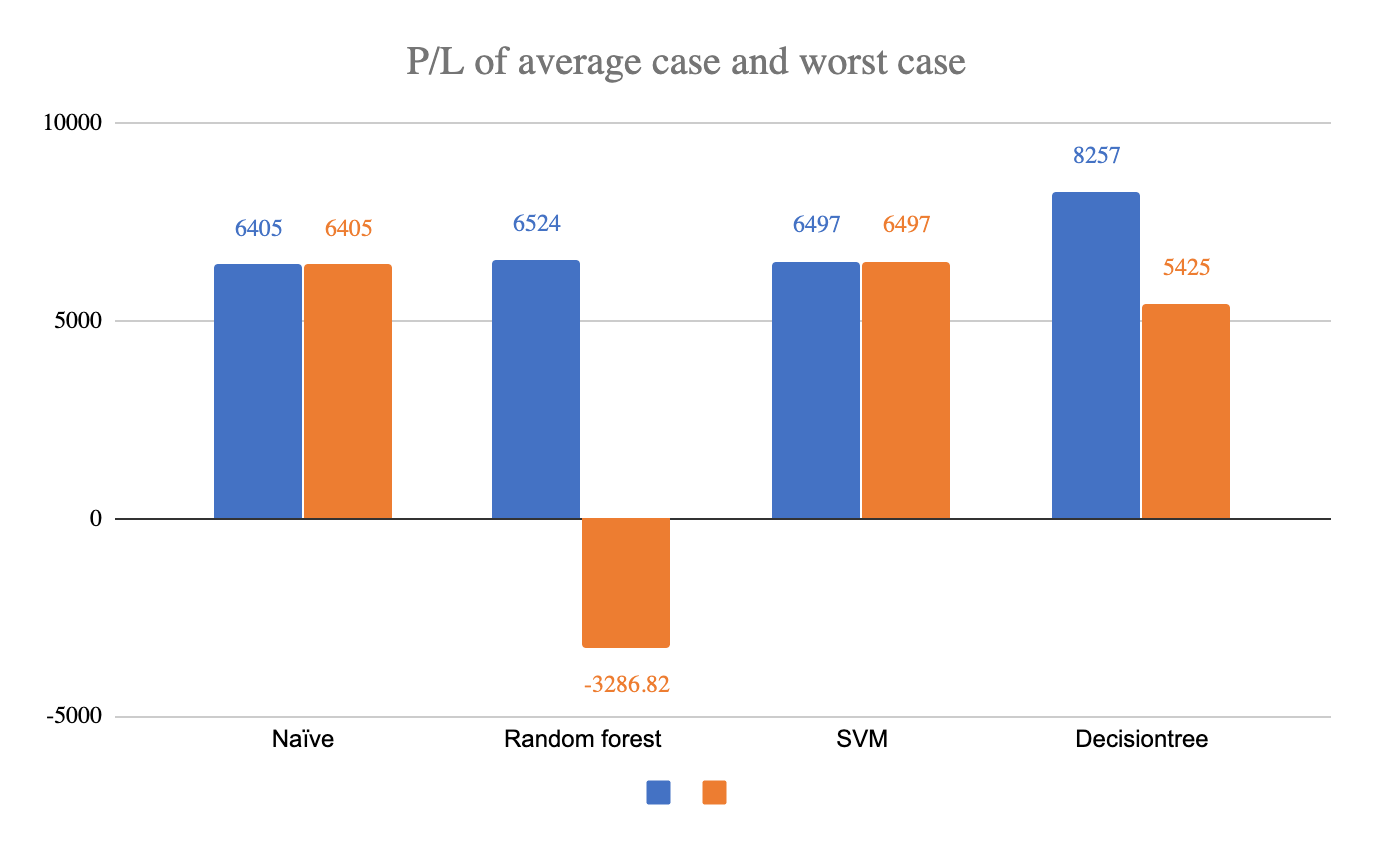 P/L of average case and worst case
10000
8257
6405 6405 6524 6497 6497
5425
5000
0
-3286.82
-5000
Naïve Random forest SVM Decisiontree